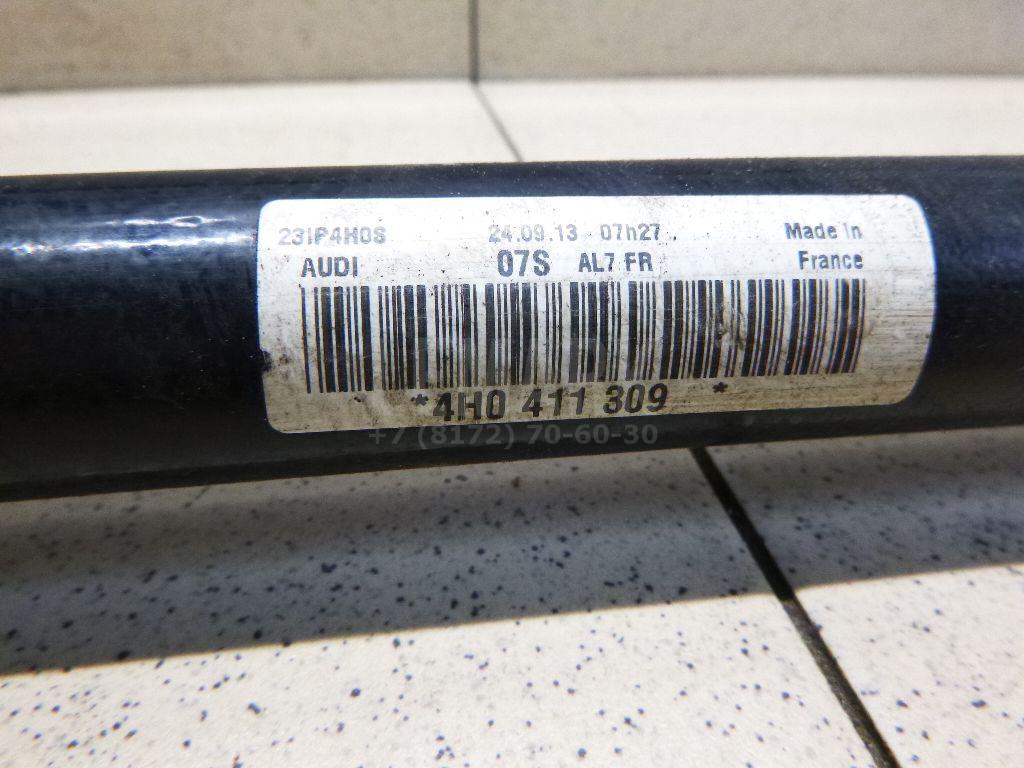 23IP4H0S 24.09.13 - 07h27 Made in
AUDI 07S AL7 FR France
*4H0 411 309 *
+7 (8172) 70-60-30